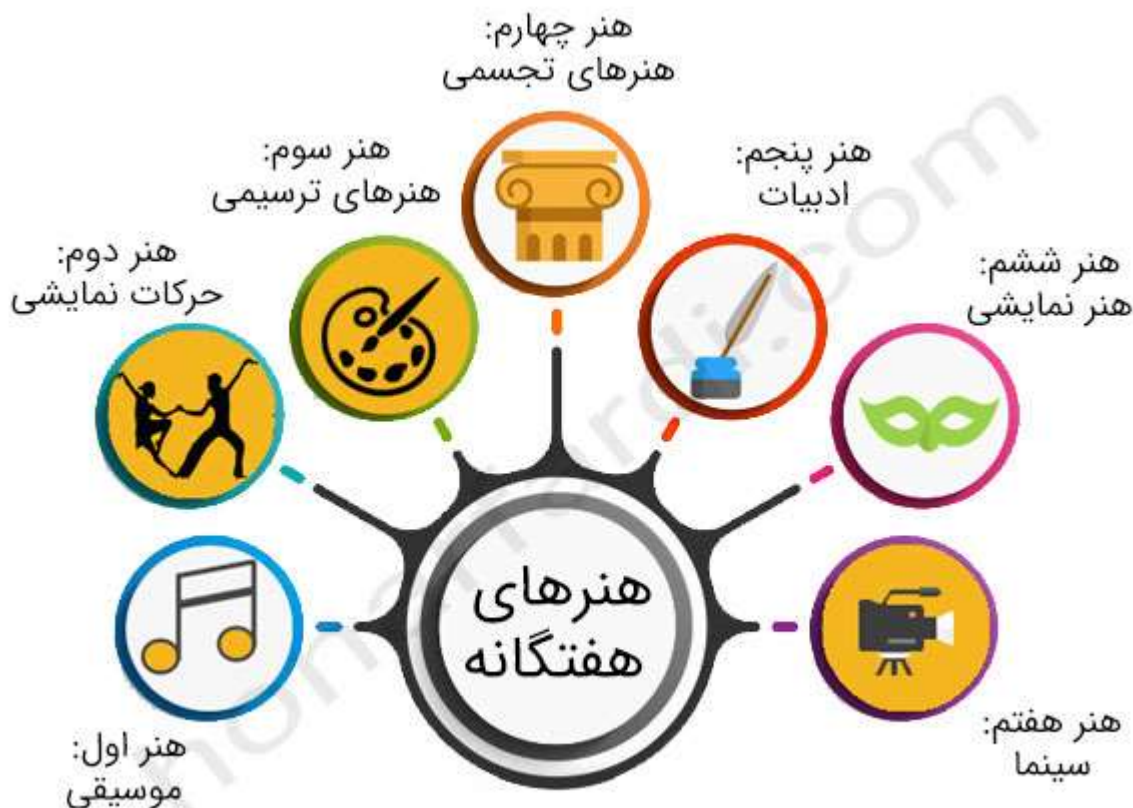 هنر چهارم:
هنرهای تجسمی
هنر سوم:
هنرهای ترسیمی
هنر پنجم:
ادبیات
هنر دوم:
حرکات نمایشی
هنر ششم:
هنر نمایشی
هنرهای
هفتگانه
هنر اول:
موسیقی
هنر هفتم:
سینما